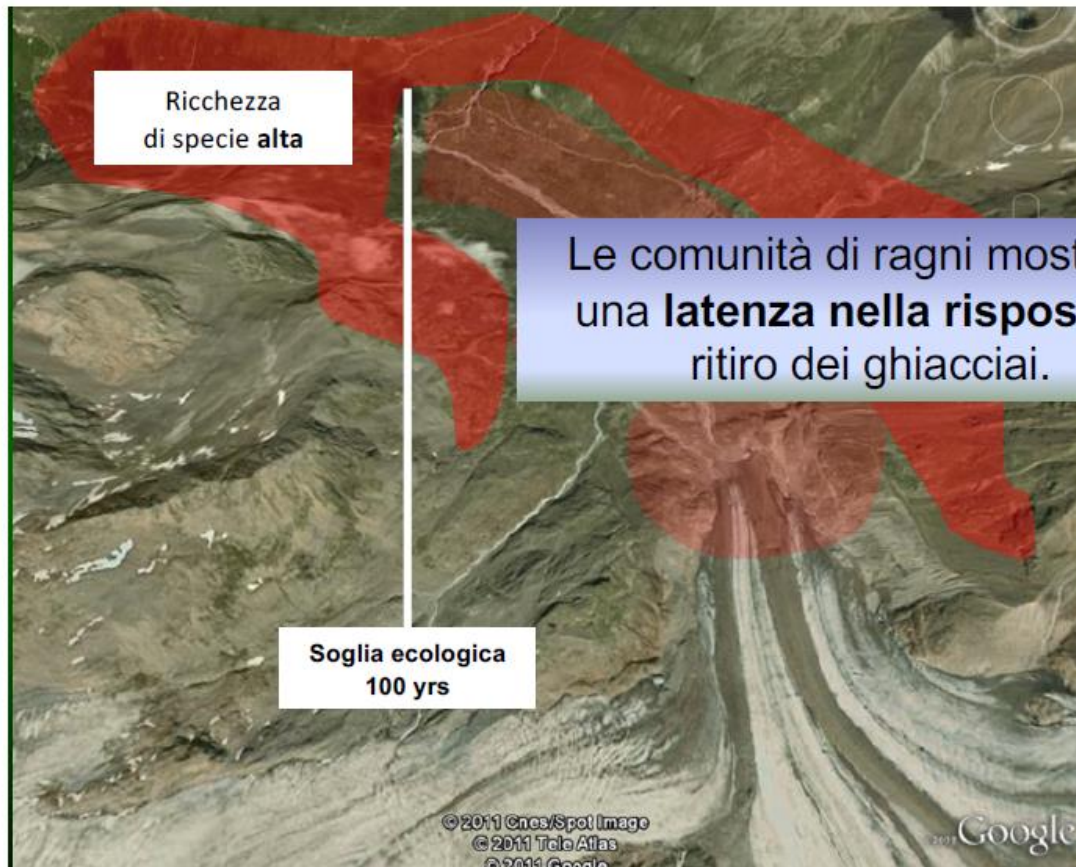 Ricchezza
di specie alta
Le comunità di ragni most
una latenza nella rispos
ritiro dei ghiacciai.
Soglia ecologica
100 yrs
© 2011 Cnes/Spot Image
© 2011 Tele Atlas
© 2011 Google
Google